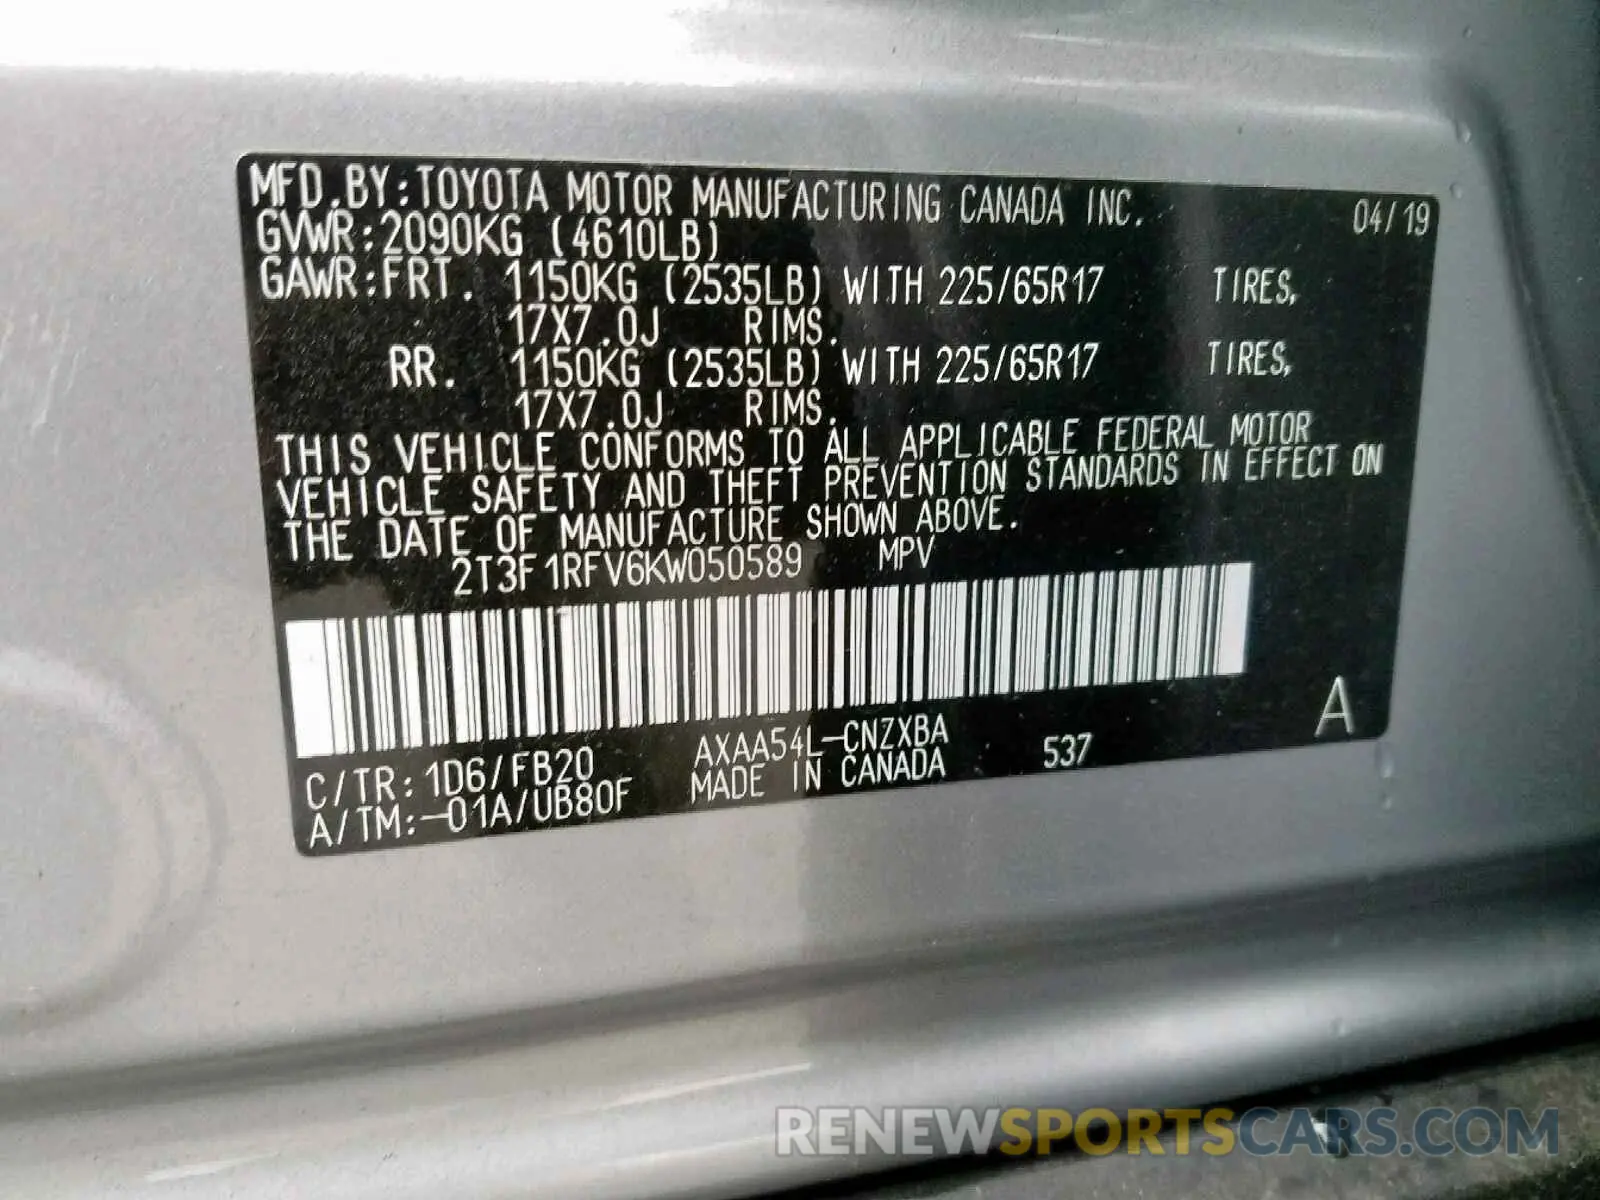 MFD.BY:TOYOTA MOTOR MANUFACTURING CANADA INC. 04/19
GVWR:2090KG (4610LB)
GAWR:FRT. 1150KG (2535LB) WITH 225/65R17 TIRES,
17X7.0J RIMS.
RR. 1150KG (2535LB) WITH 225/65R17 TIRES,
17X7.0J RIMS.
THIS VEHICLE CONFORMS TO ALL APPLICABLE FEDERAL MOTOR
VEHICLE SAFETY AND THEFT PREVENTION STANDARDS IN EFFECT ON
THE DATE OF MANUFACTURE SHOWN ABOVE.
2T3F1RFV6KW050589 MPV
A
C/TR:1D6/FB20 AXAA54L-CNZXBA 537
A/TM:-01A/UB80F MADE IN CANADA
RENEWSPORTSCARS.COM